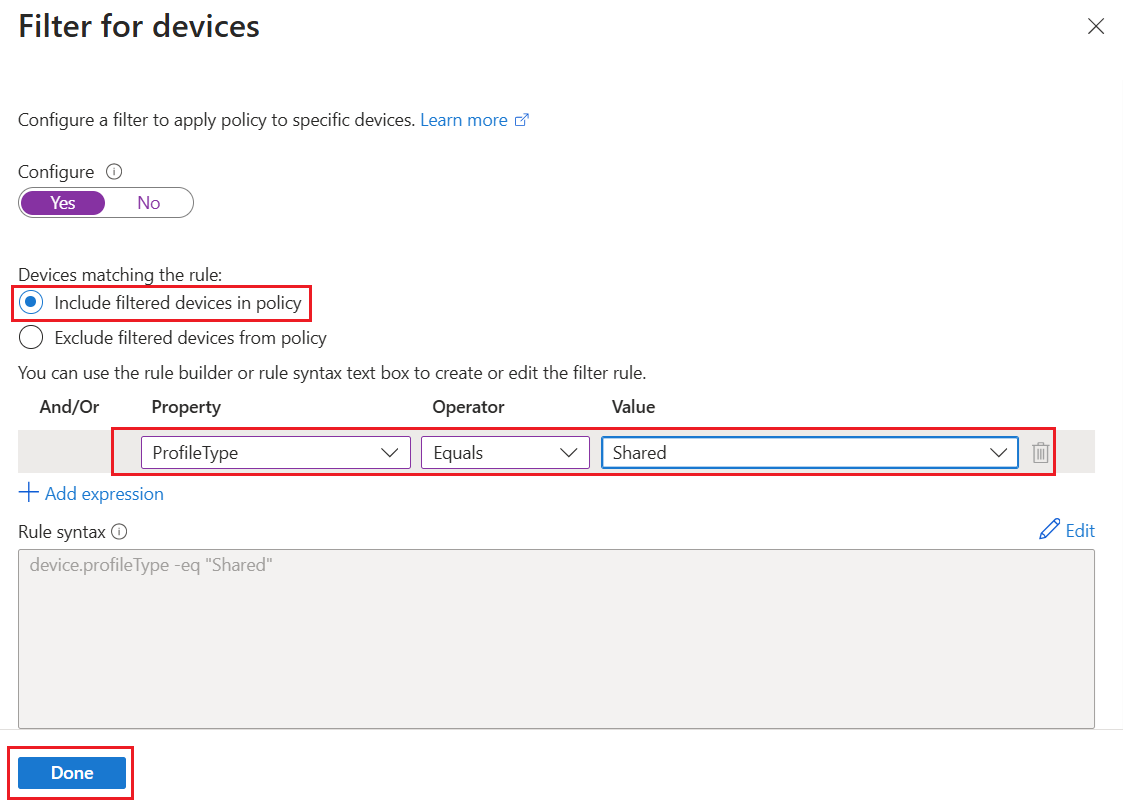 Filter for devices
Configure a filter to apply policy to specific devices. Learn more
Configure
Yes No
Devices matching the rule:
Include filtered devices in policy
Exclude filtered devices from policy
You can use the rule builder or rule syntax text box to create or edit the filter rule.
And/Or Property Operator Value
ProfileType Equals Shared
Add expression
Rule syntax Edit
device.profileType -eq "Shared"
Done